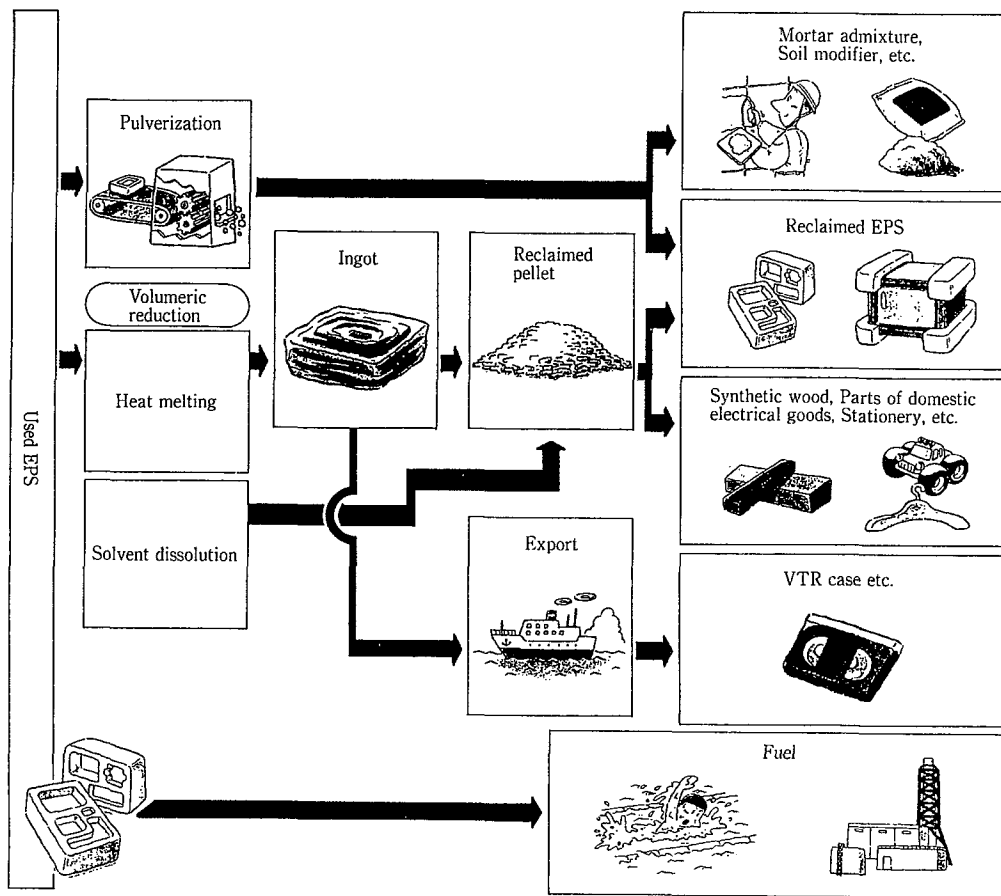 Used EPS
Pulverization
Volumeric
reduction
Heat melting
Solvent dissolution
Ingot
Reclaimed
pellet
Export
Mortar admixture,
Soil modifier, etc.
Reclaimed EPS
Synthetic wood, Parts of domestic
electrical goods, Stationery, etc.
VTR case etc.
Fuel